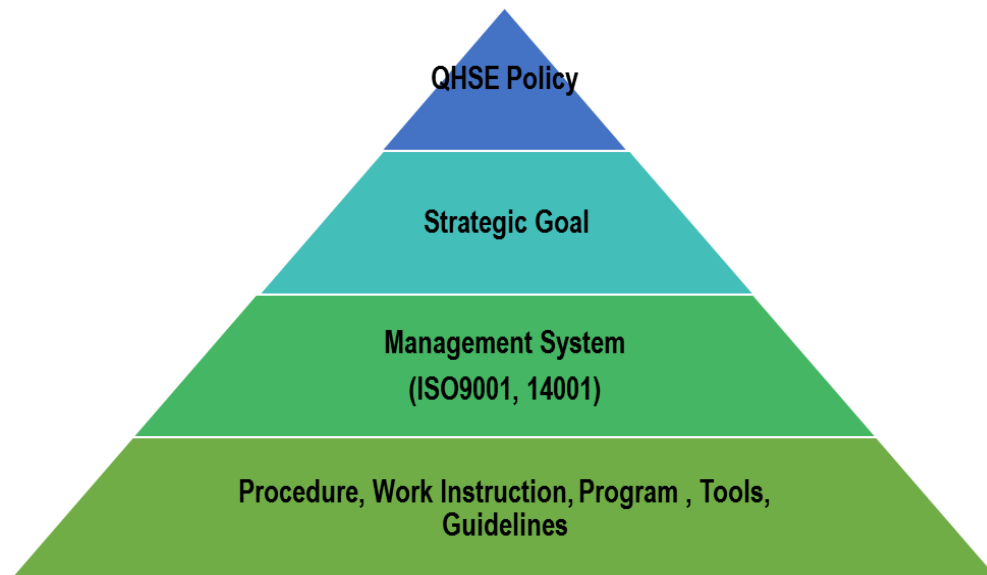 QHSE Policy
Strategic Goal
Management System
(ISO9001, 14001)
Procedure, Work Instruction, Program , Tools,
Guidelines